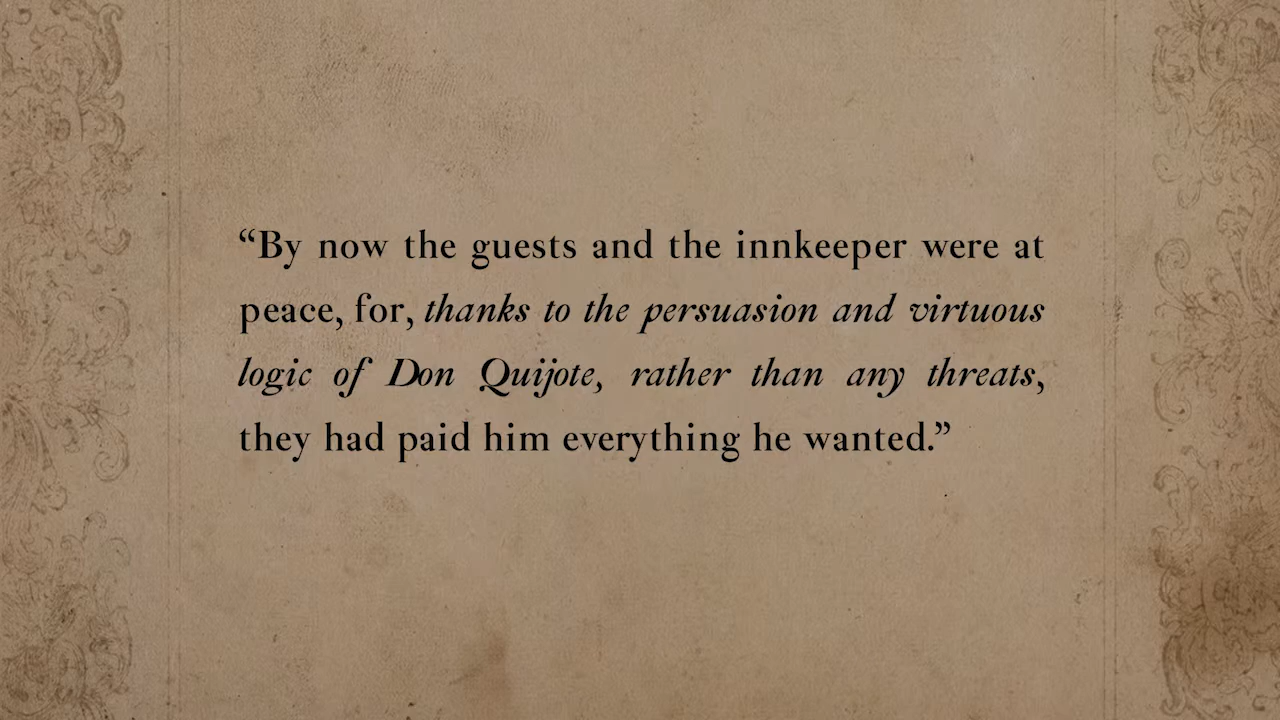 “By now the guests and the innkeeper were at
peace, for, thanks to the persuasion and virtuous
logic of Don Quijote, rather than any threats,
they had paid him everything he wanted.”